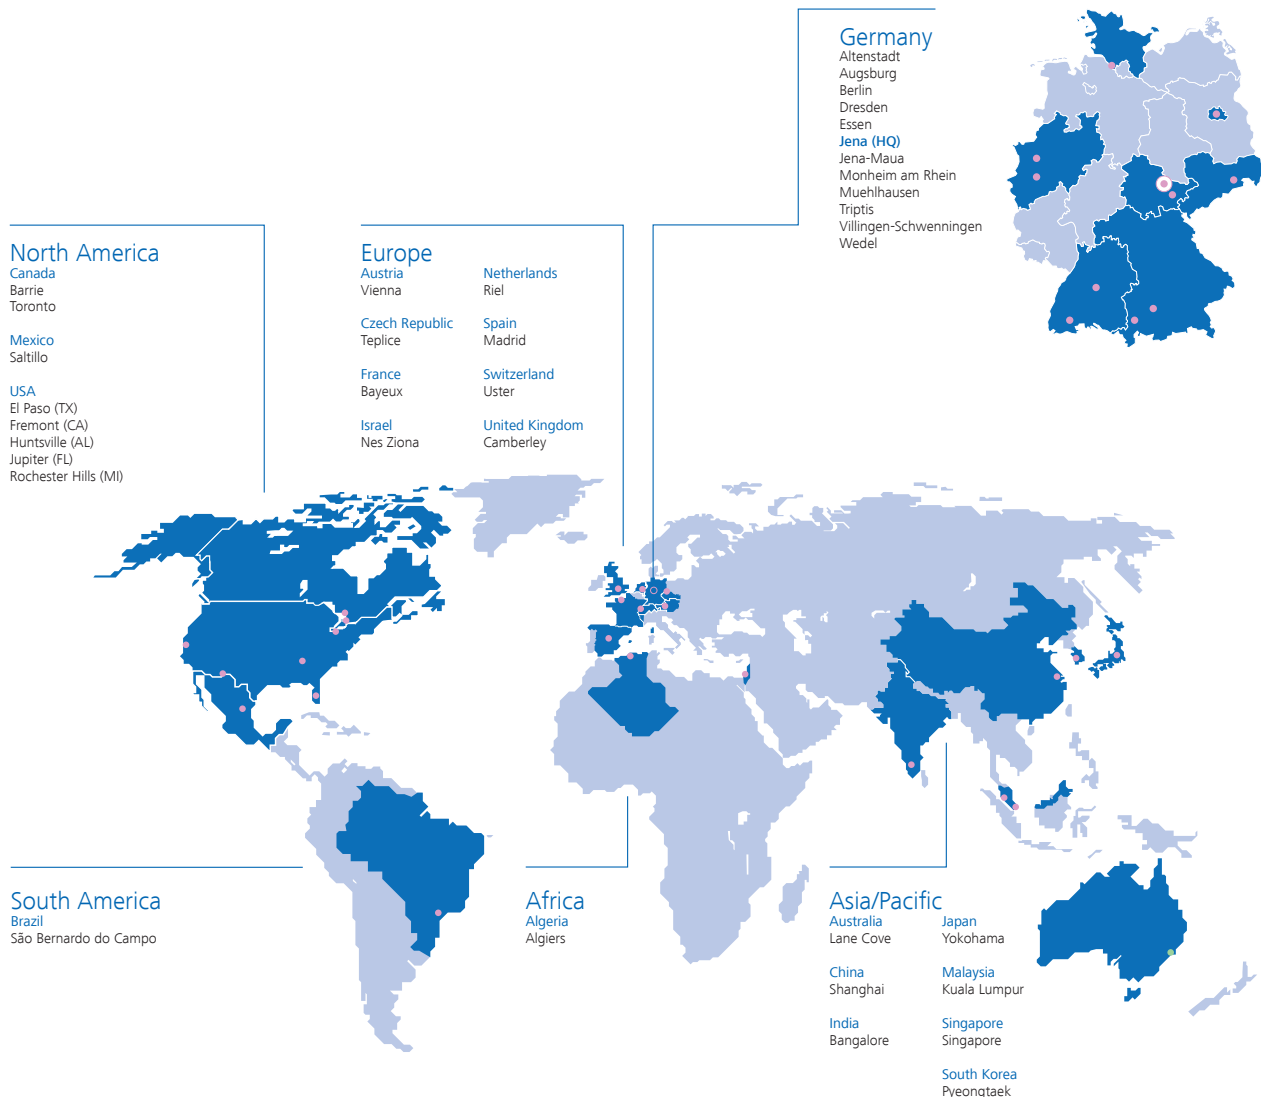 Germany
Altenstadt
Augsburg
Berlin
Dresden
Essen
Jena (HQ)
Jena-Maua
Monheim am Rhein
Muehlhausen
Triptis
Villingen-Schwenningen
Wedel
North America
Canada
Barrie
Toronto
Mexico
Saltillo
USA
El Paso (TX)
Fremont (CA)
Huntsville (AL)
Jupiter (FL)
Rochester Hills (MI)
Europe
Austria
Vienna
Czech Republic
Teplice
France
Bayeux
Israel
Nes Ziona
Netherlands
Riel
Spain
Madrid
Switzerland
Uster
United Kingdom
Camberley
South America
Brazil
São Bernardo do Campo
Africa
Algeria
Algiers
Asia/Pacific
Australia
Lane Cove
China
Shanghai
India
Bangalore
Japan
Yokohama
Malaysia
Kuala Lumpur
Singapore
Singapore
South Korea
Pyeongtaek